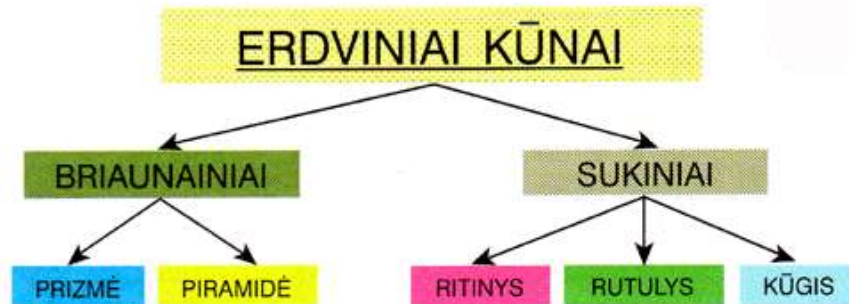 ERDVINIAI KŪNAI
BRIAUNAINIAI
SUKINIAI
PRIZMĖ
PIRAMIDĖ
RITINYS
RUTULYS
KŪGIS